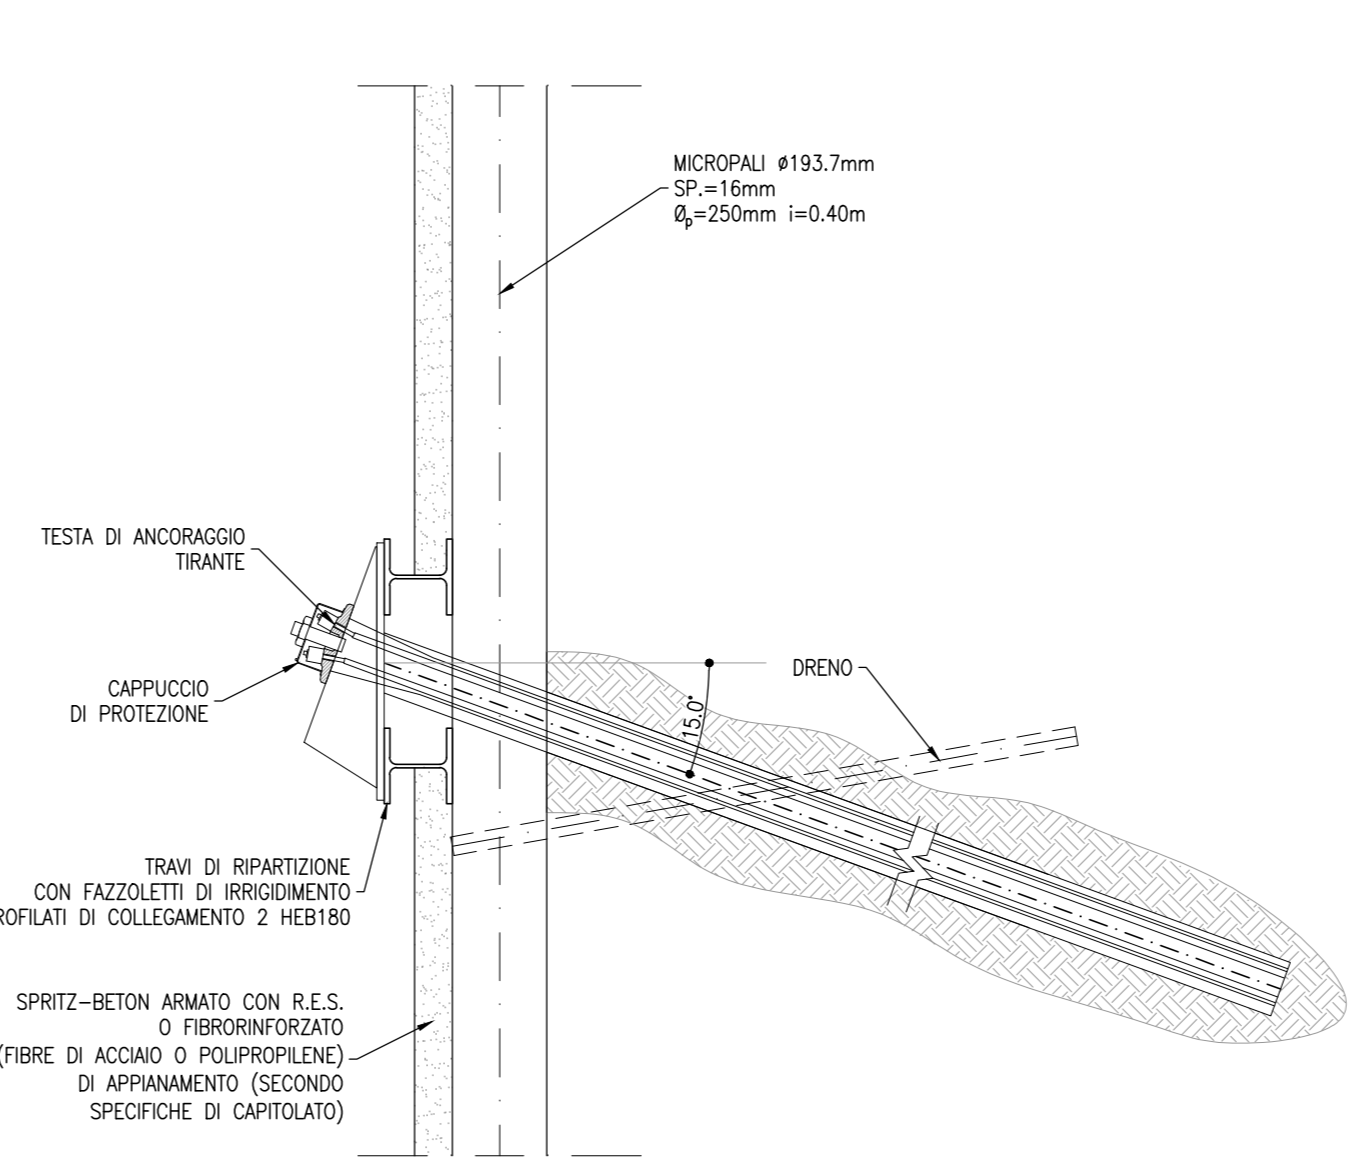 MICROPALI ø193.7mm
SP.=16mm
Øp=250mm i=0.40m
TESTA DI ANCORAGGIO
TIRANTE
CAPPUCCIO
DI PROTEZIONE
15.0°
DRENO
TRAVI DI RIPARTIZIONE
CON FAZZOLETTI DI IRRIGIDIMENTO
ROFILATI DI COLLEGAMENTO 2 HEB180
SPRITZ-BETON ARMATO CON R.E.S.
O FIBRORINFORZATO
(FIBRE DI ACCIAIO O POLIPROPILENE)
DI APPIANAMENTO (SECONDO
SPECIFICHE DI CAPITOLATO)